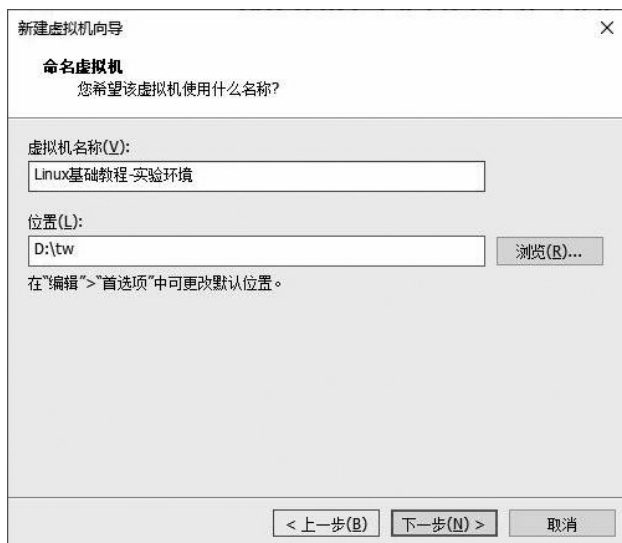 新建虚拟机向导
命名虚拟机
您希望该虚拟机使用什么名称?
虚拟机名称(V):
Linux基础教程-实验环境
位置(L):
D:\tw
浏览(R)...
在"编辑">"首选项"中可更改默认位置。
< 上一步(B)
下一步(N) >
取消